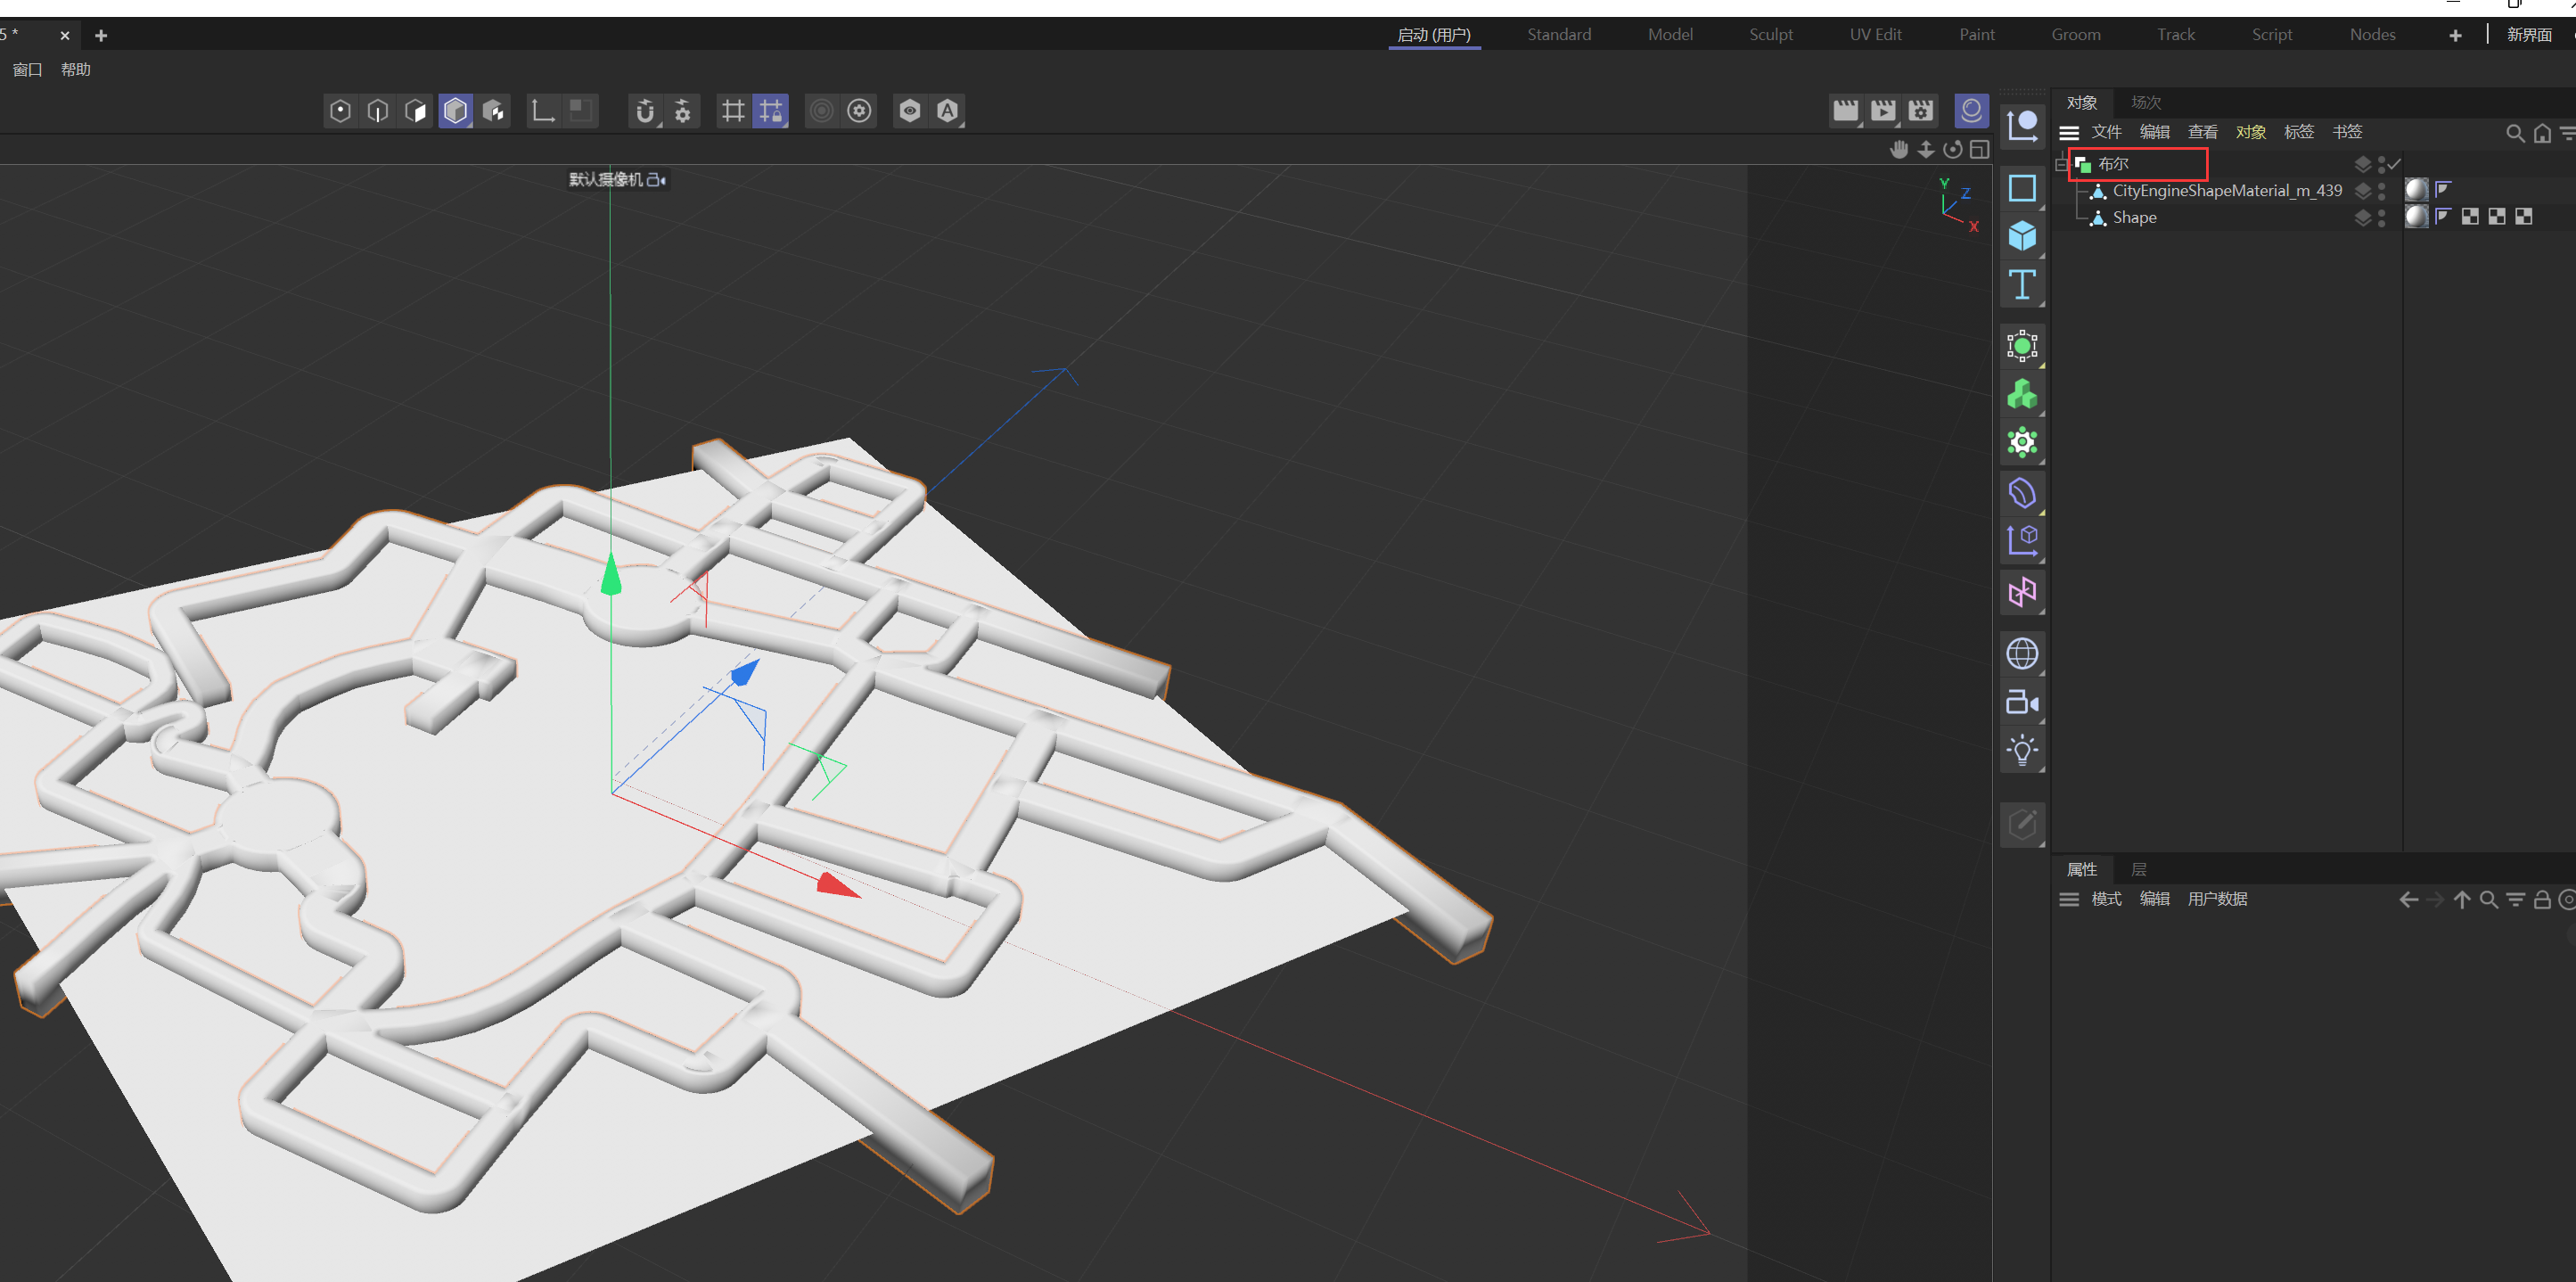 5 *
启动 (用户) Standard Model Sculpt UV Edit Paint Groom Track Script Nodes 新界面
窗口 帮助
对象 场次
文件 编辑 查看 对象 标签 书签
默认摄像机
布尔
CityEngineShapeMaterial_m_439
Shape
Y
Z
X
属性 层
模式 编辑 用户数据